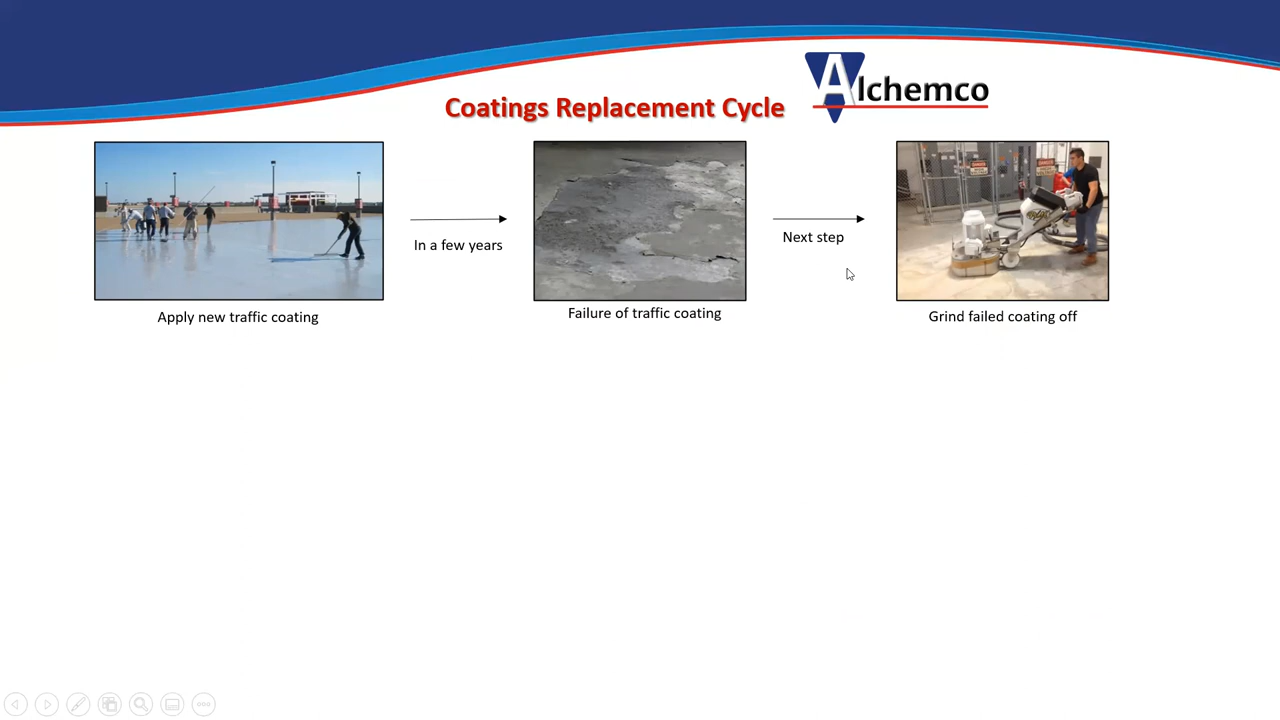 Alchemco
Coatings Replacement Cycle
In a few years
Next step
Apply new traffic coating
Failure of traffic coating
Grind failed coating off